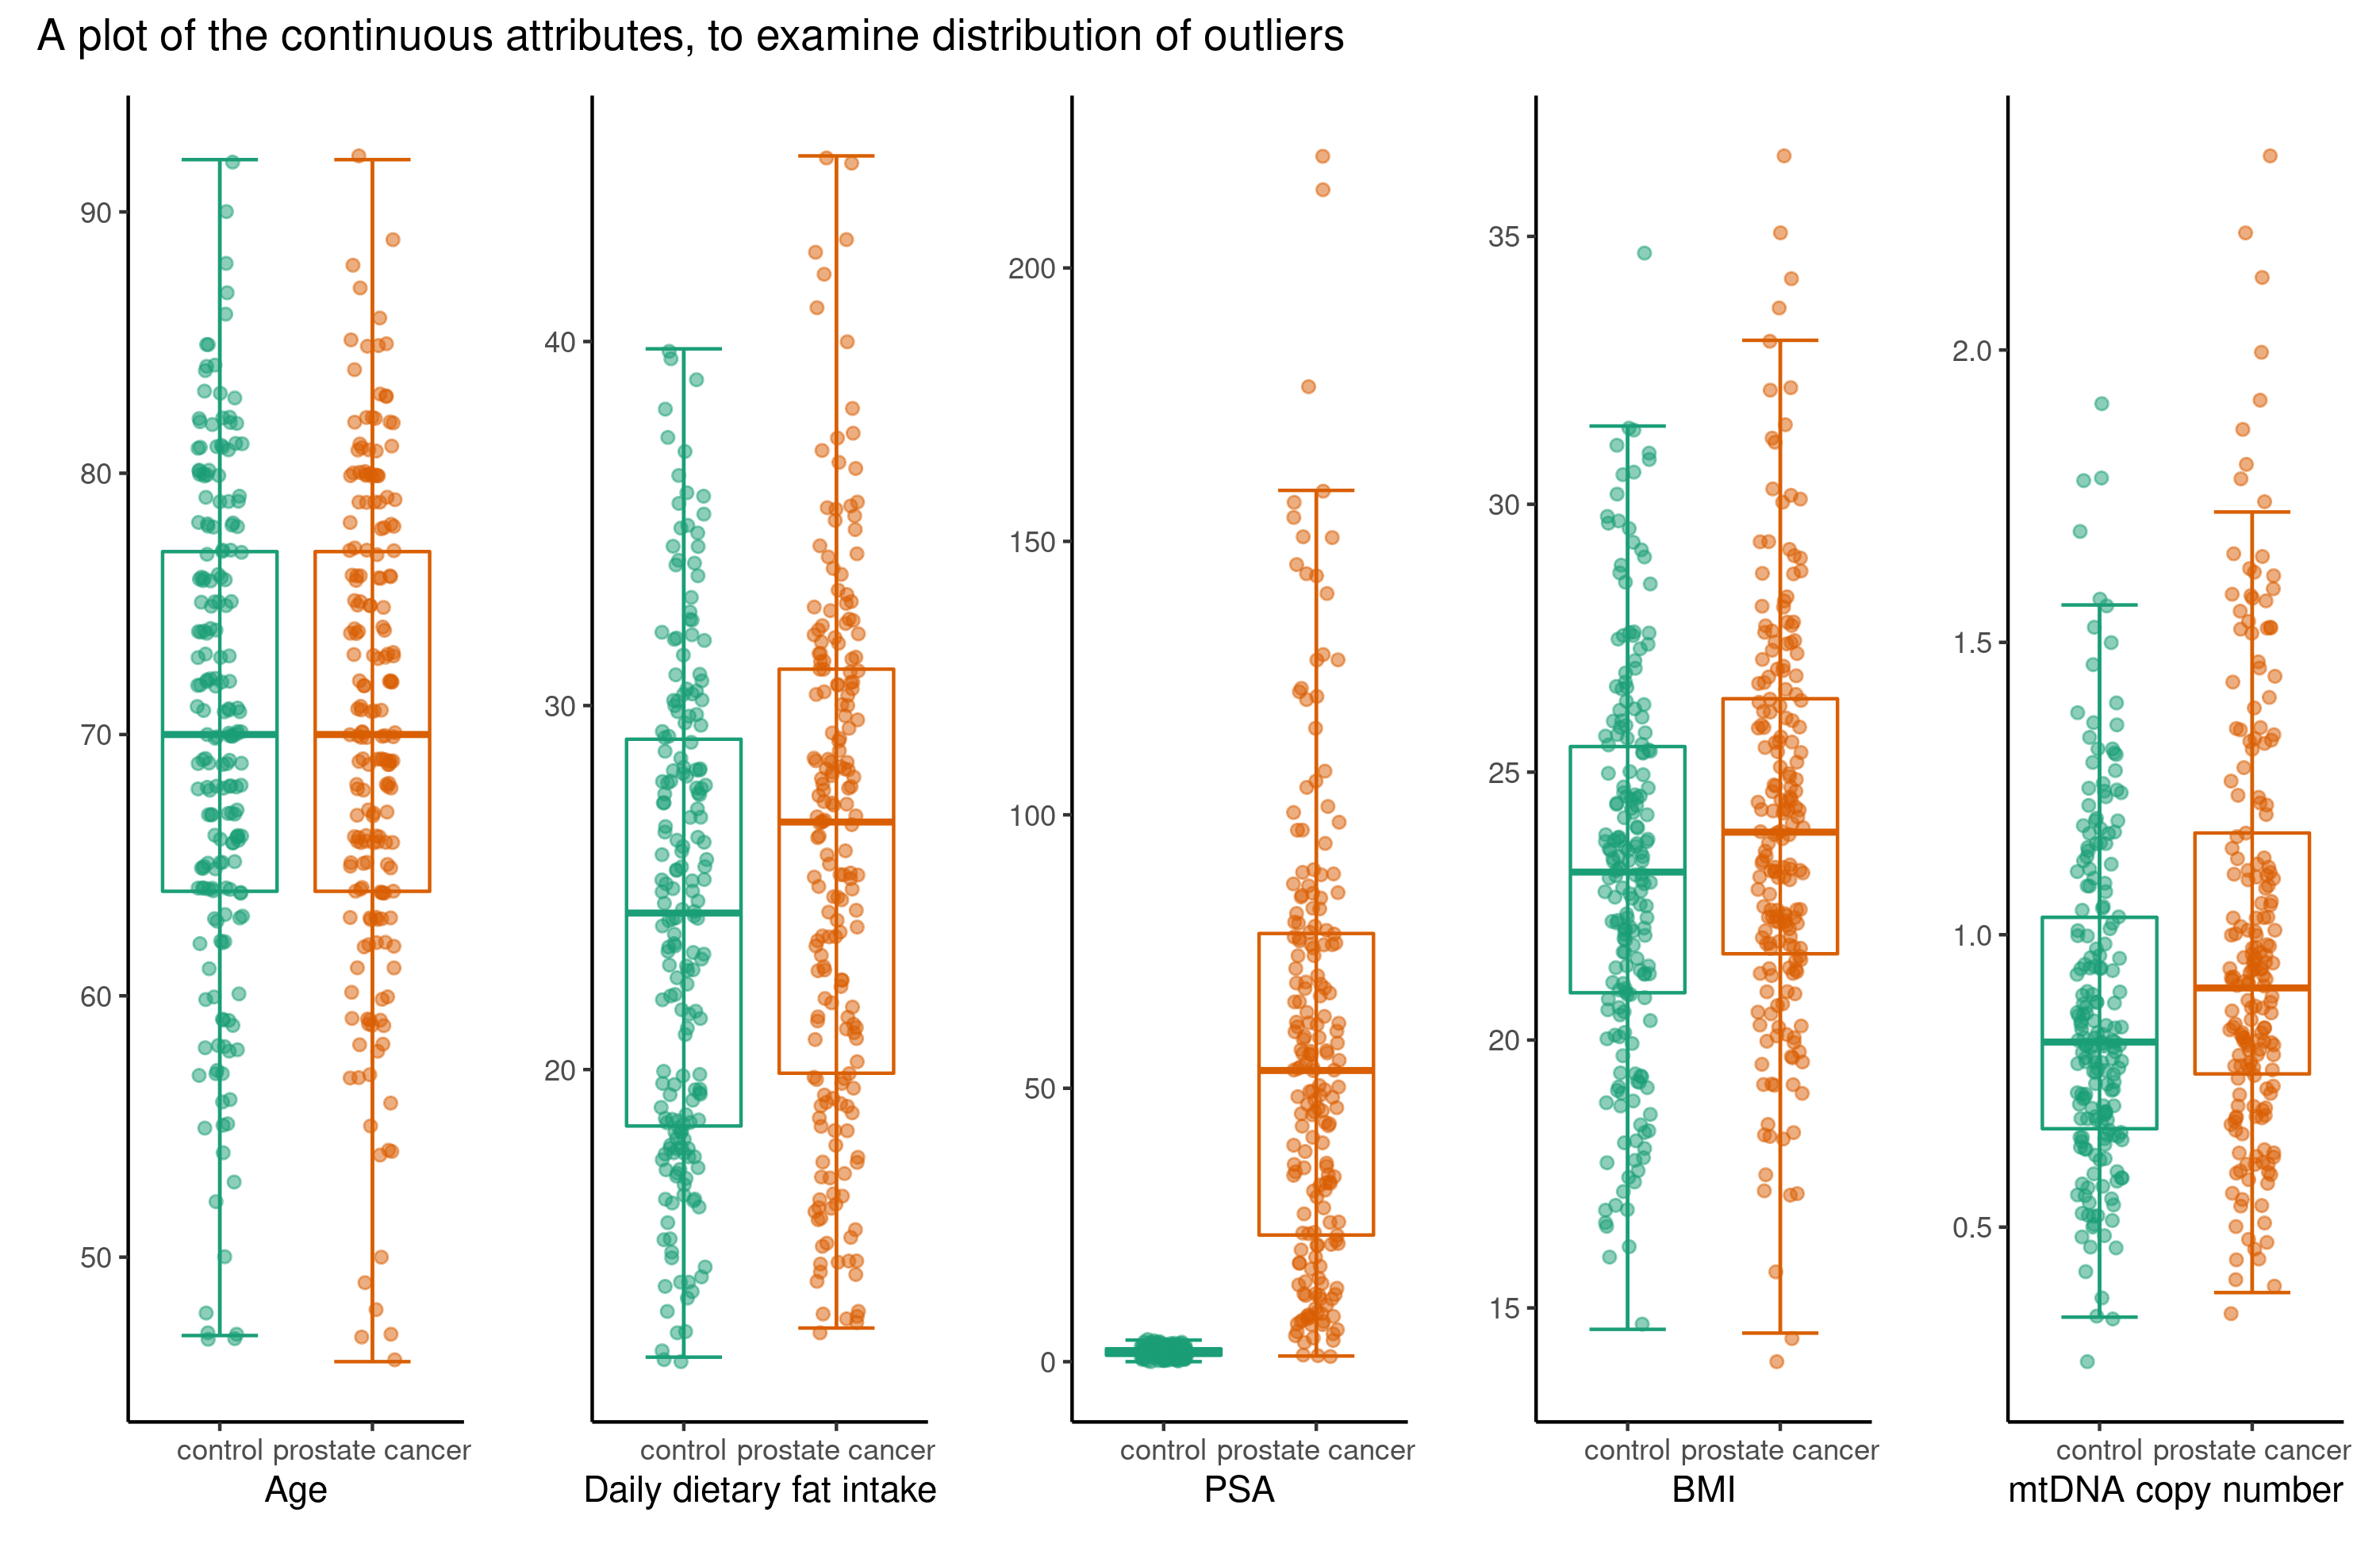 A plot of the continuous attributes, to examine distribution of outliers
90
80
70
60
50
control prostate cancer
Age
40
30
20
control prostate cancer
Daily dietary fat intake
200
150
100
50
0
control prostate cancer
PSA
35
30
25
20
15
control prostate cancer
BMI
2.0
1.5
1.0
0.5
control prostate cancer
mtDNA copy number